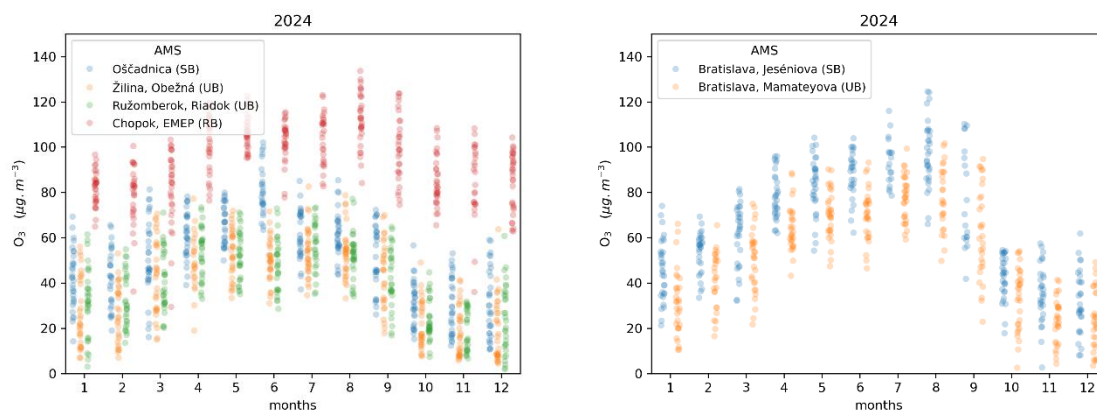 2024
AMS
Oščadnica (SB)
Žilina, Obežná (UB)
Ružomberok, Riadok (UB)
Chopok, EMEP (RB)
O₃ (μg. m⁻³)
140
120
100
80
60
40
20
0
1 2 3 4 5 6 7 8 9 10 11 12
months
2024
AMS
Bratislava, Jeséniova (SB)
Bratislava, Mamateyova (UB)
O₃ (μg. m⁻³)
140
120
100
80
60
40
20
0
1 2 3 4 5 6 7 8 9 10 11 12
months